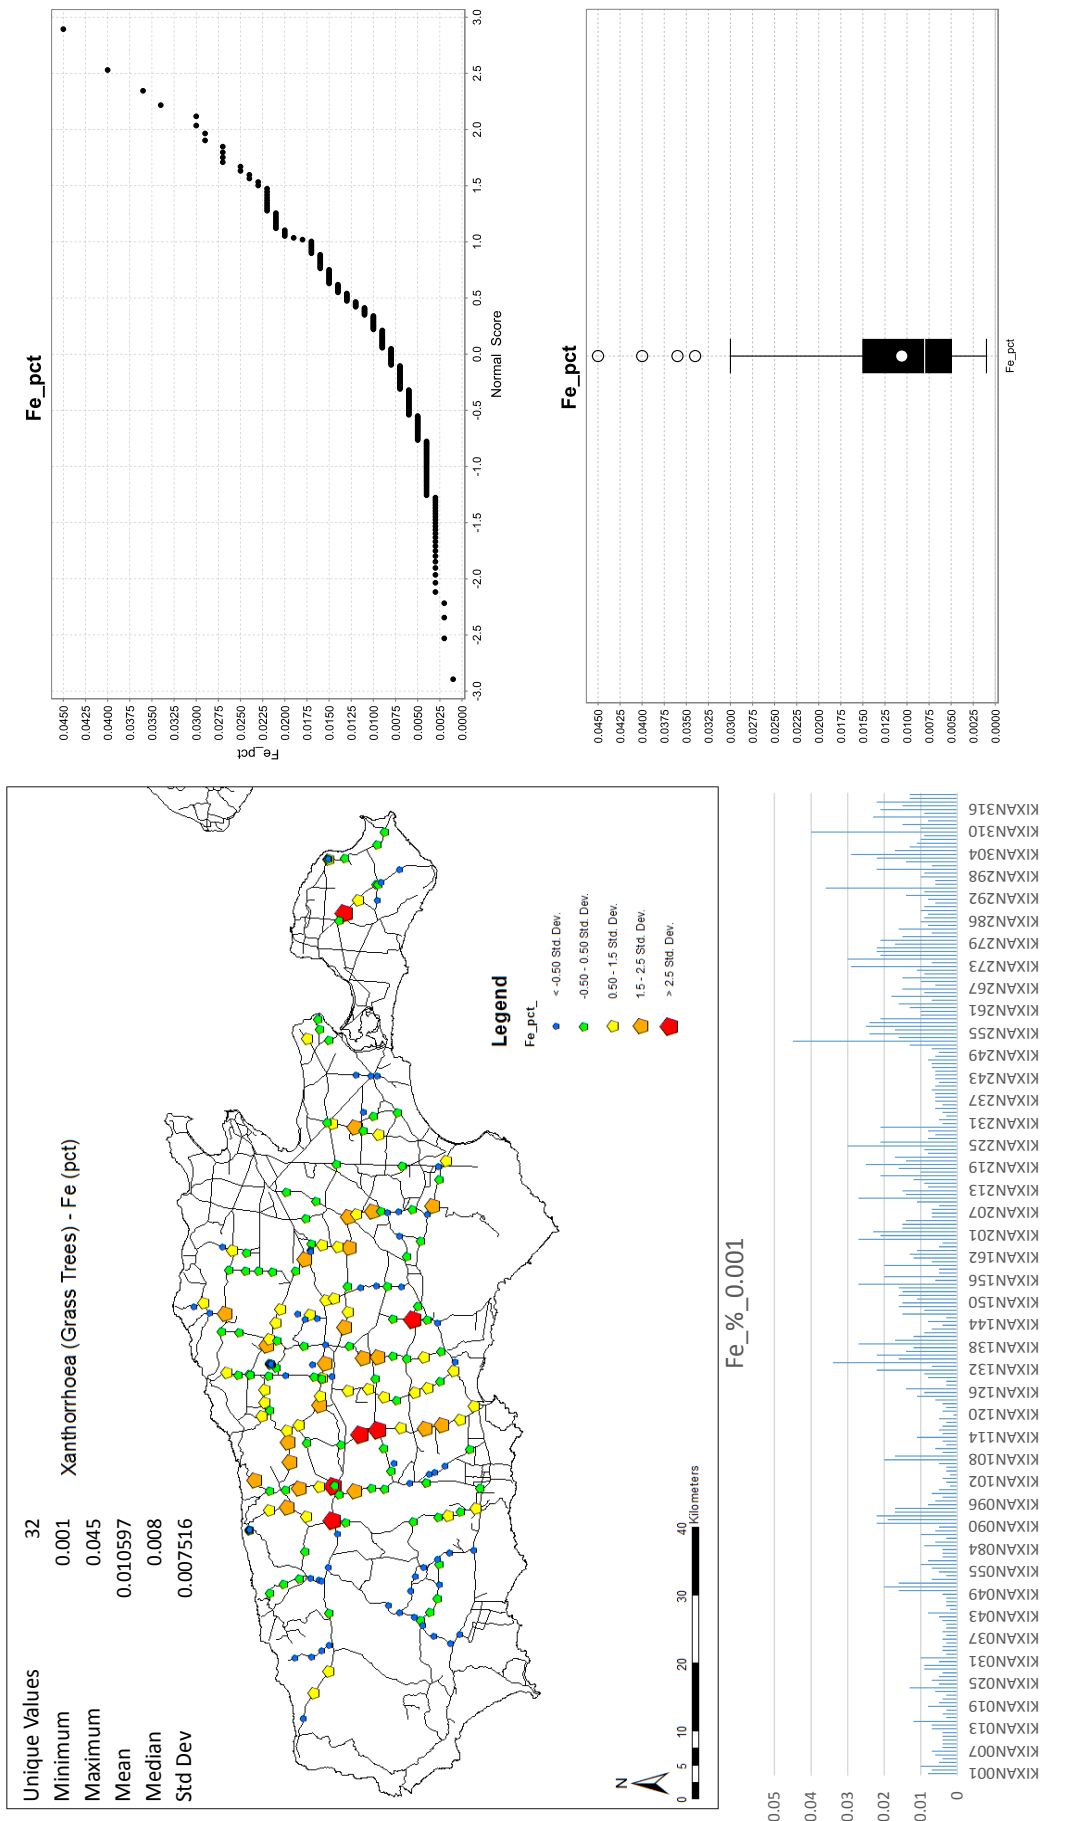 Unique Values 32
Minimum 0.001
Maximum 0.045
Mean 0.010597
Median 0.008
Std Dev 0.007516
Xanthorrhoea (Grass Trees) - Fe (pct)
N
0 5 10 20 30 40
Kilometers
Legend
Fe_pct_
< -0.50 Std. Dev.
-0.50 - 0.50 Std. Dev.
0.50 - 1.5 Std. Dev.
1.5 - 2.5 Std. Dev.
> 2.5 Std. Dev.
Fe_pct
Fe_pct
0.0450
0.0425
0.0400
0.0375
0.0350
0.0325
0.0300
0.0275
0.0250
0.0225
0.0200
0.0175
0.0150
0.0125
0.0100
0.0075
0.0050
0.0025
0.0000
-3.0 -2.5 -2.0 -1.5 -1.0 -0.5 0.0 0.5 1.0 1.5 2.0 2.5 3.0
Normal Score
Fe_%_0.001
0.05
0.04
0.03
0.02
0.01
0
KIXAN001
KIXAN007
KIXAN013
KIXAN019
KIXAN025
KIXAN031
KIXAN037
KIXAN043
KIXAN049
KIXAN055
KIXAN084
KIXAN090
KIXAN096
KIXAN102
KIXAN108
KIXAN114
KIXAN120
KIXAN126
KIXAN132
KIXAN138
KIXAN144
KIXAN150
KIXAN156
KIXAN162
KIXAN201
KIXAN207
KIXAN213
KIXAN219
KIXAN225
KIXAN231
KIXAN237
KIXAN243
KIXAN249
KIXAN255
KIXAN261
KIXAN267
KIXAN273
KIXAN279
KIXAN286
KIXAN292
KIXAN298
KIXAN304
KIXAN310
KIXAN316
Fe_pct
0.0450
0.0425
0.0400
0.0375
0.0350
0.0325
0.0300
0.0275
0.0250
0.0225
0.0200
0.0175
0.0150
0.0125
0.0100
0.0075
0.0050
0.0025
0.0000
Fe_pct